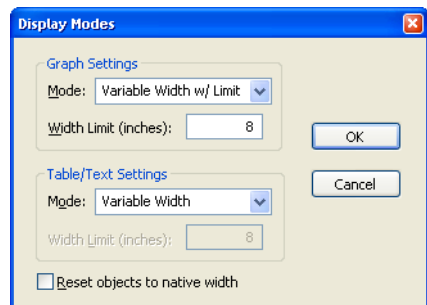 Display Modes
Graph Settings
Mode: Variable Width w/ Limit
Width Limit (inches): 8
OK
Table/Text Settings
Cancel
Mode: Variable Width
Width Limit (inches): 8
Reset objects to native width